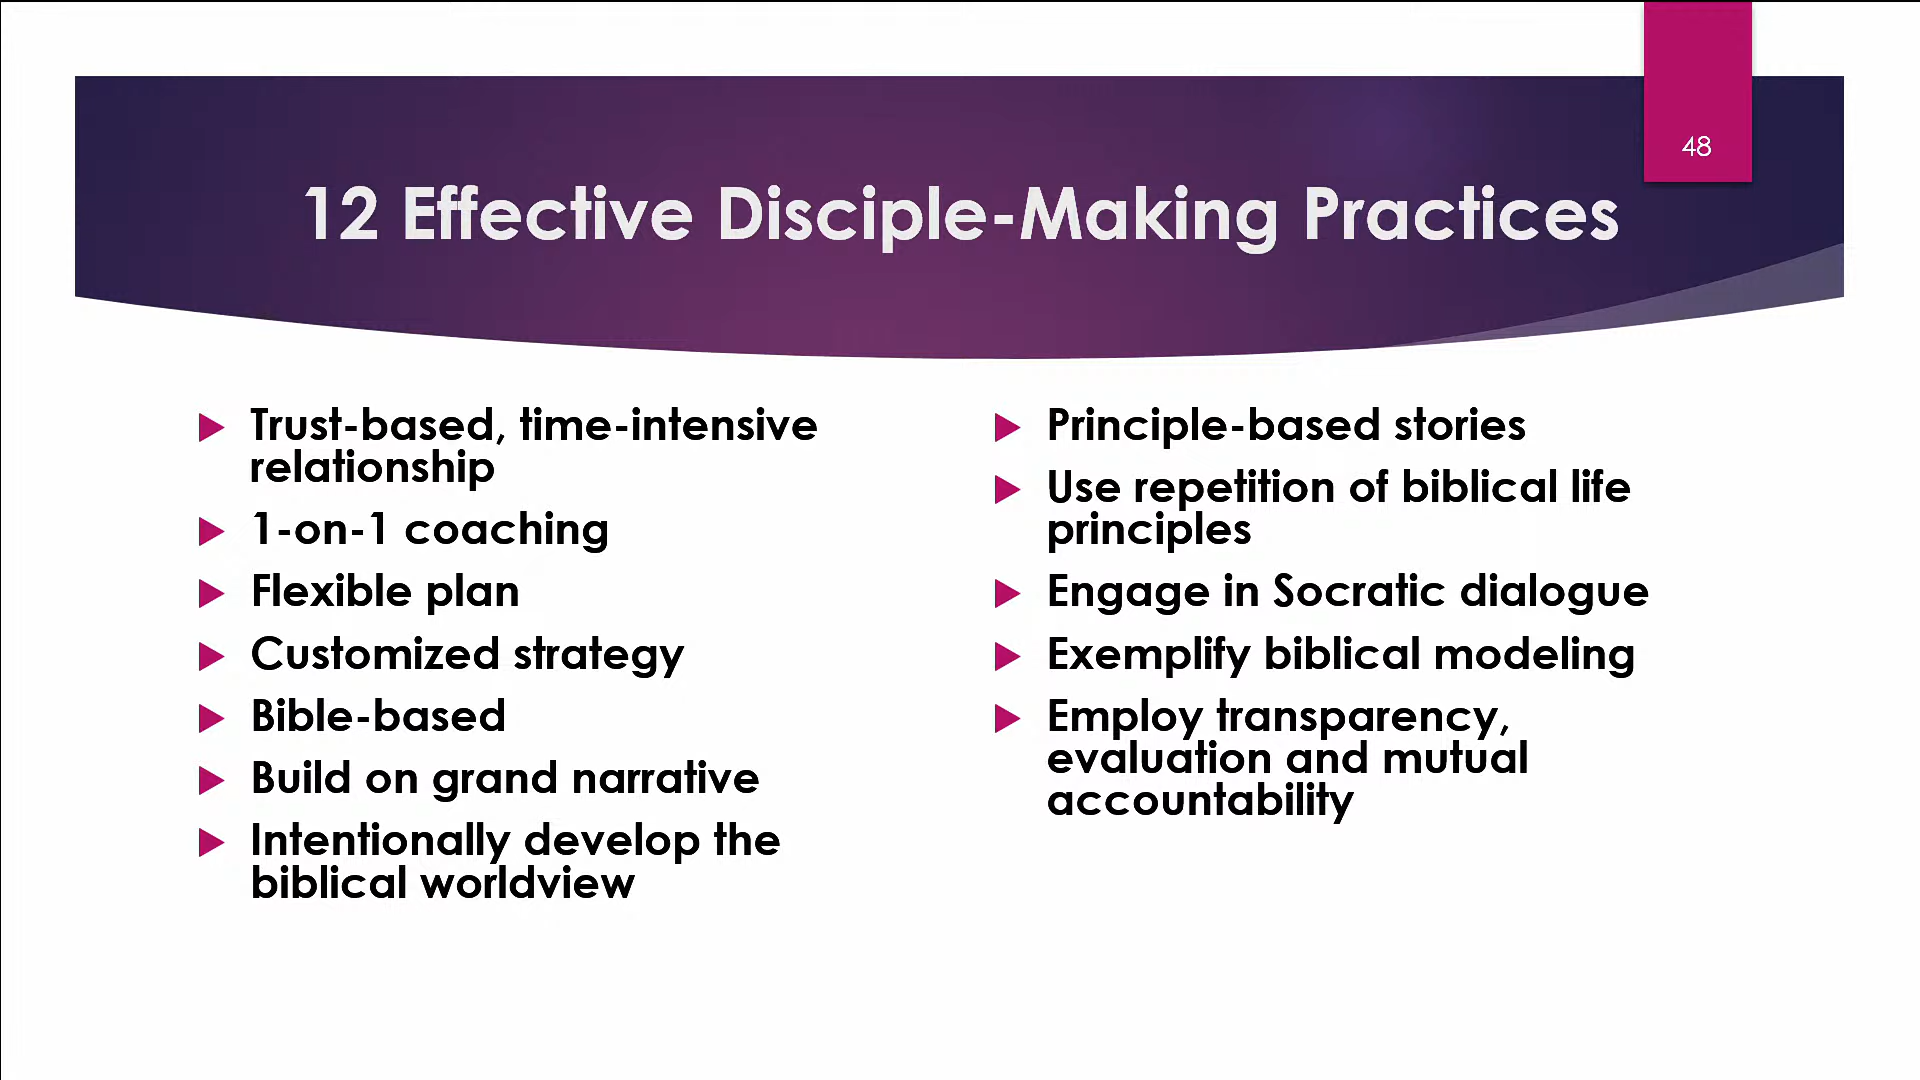 48
12 Effective Disciple-Making Practices
Trust-based, time-intensive
relationship
1-on-1 coaching
Flexible plan
Customized strategy
Bible-based
Build on grand narrative
Intentionally develop the
biblical worldview
Principle-based stories
Use repetition of biblical life
principles
Engage in Socratic dialogue
Exemplify biblical modeling
Employ transparency,
evaluation and mutual
accountability